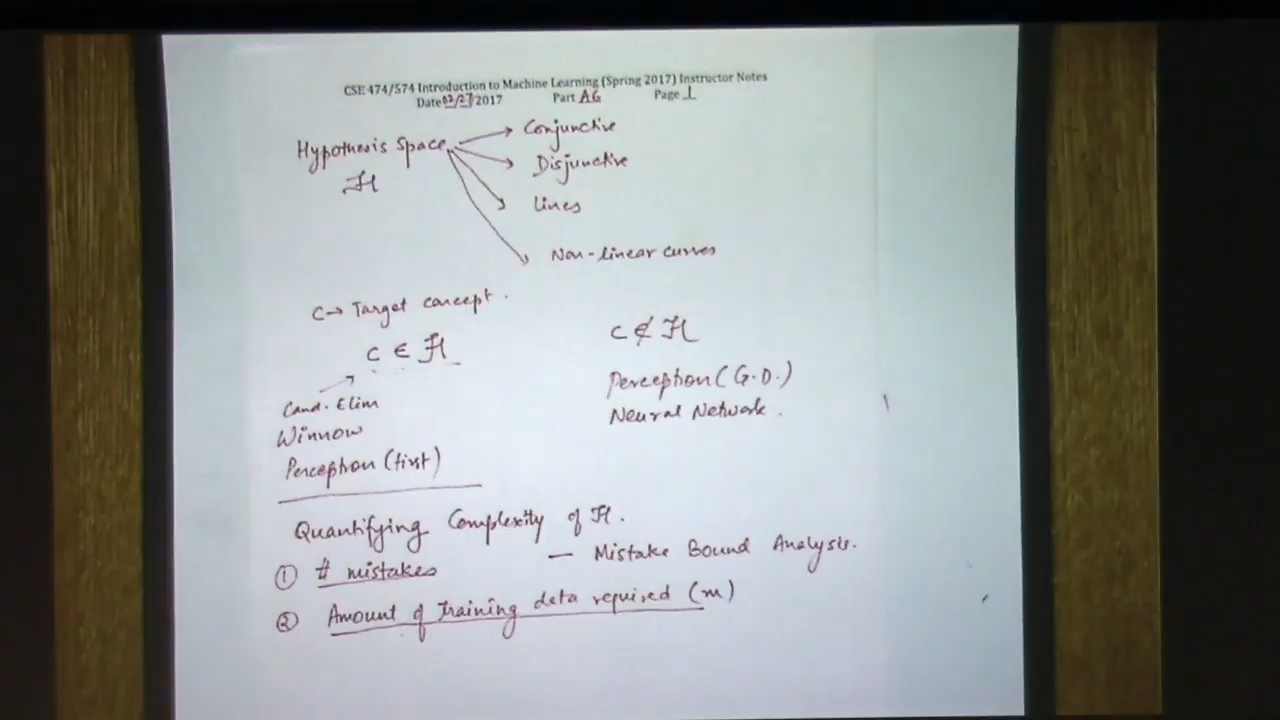 CSE 474/574 Introduction to Machine Learning (Spring 2017) Instructor Notes
Date 03/27/2017 Part A6 Page 1
Hypothesis Space
ℋ
Conjunctive
Disjunctive
Lines
Non-linear curves
C → Target concept.
C ∈ ℋ
Cand. Elim
Winnow
Perceptron (first)
C ∉ ℋ
Perceptron (G.D.)
Neural Network.
Quantifying Complexity of ℋ.
① # mistakes — Mistake Bound Analysis.
② Amount of training data required (m)